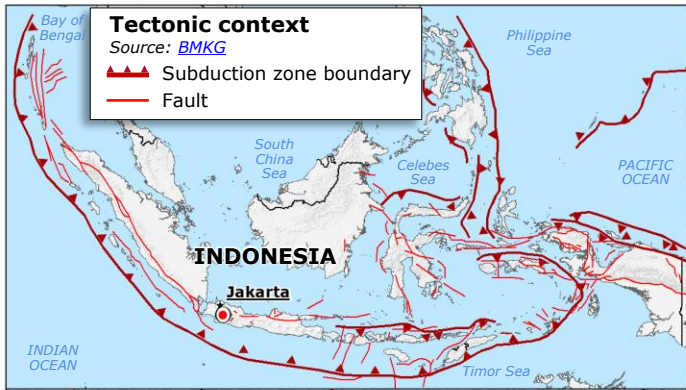 Bay of
Bengal
Tectonic context
Source: BMKG
Subduction zone boundary
Fault
Philippine
Sea
South
China
Sea
Celebes
Sea
PACIFIC
OCEAN
INDONESIA
Jakarta
INDIAN
OCEAN
Timor Sea